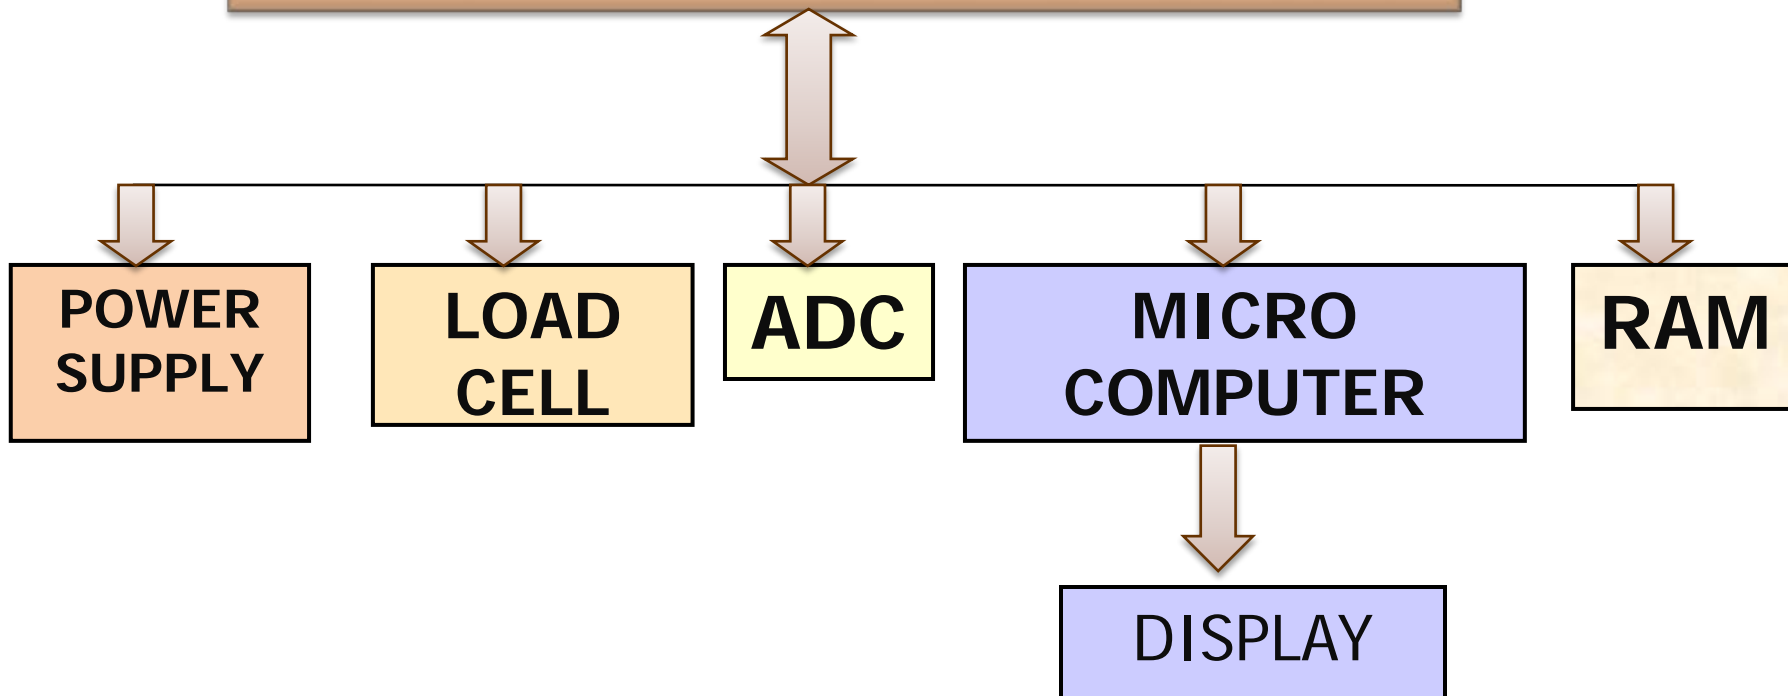 POWER
SUPPLY
LOAD
CELL
ADC
MICRO
COMPUTER
RAM
DISPLAY